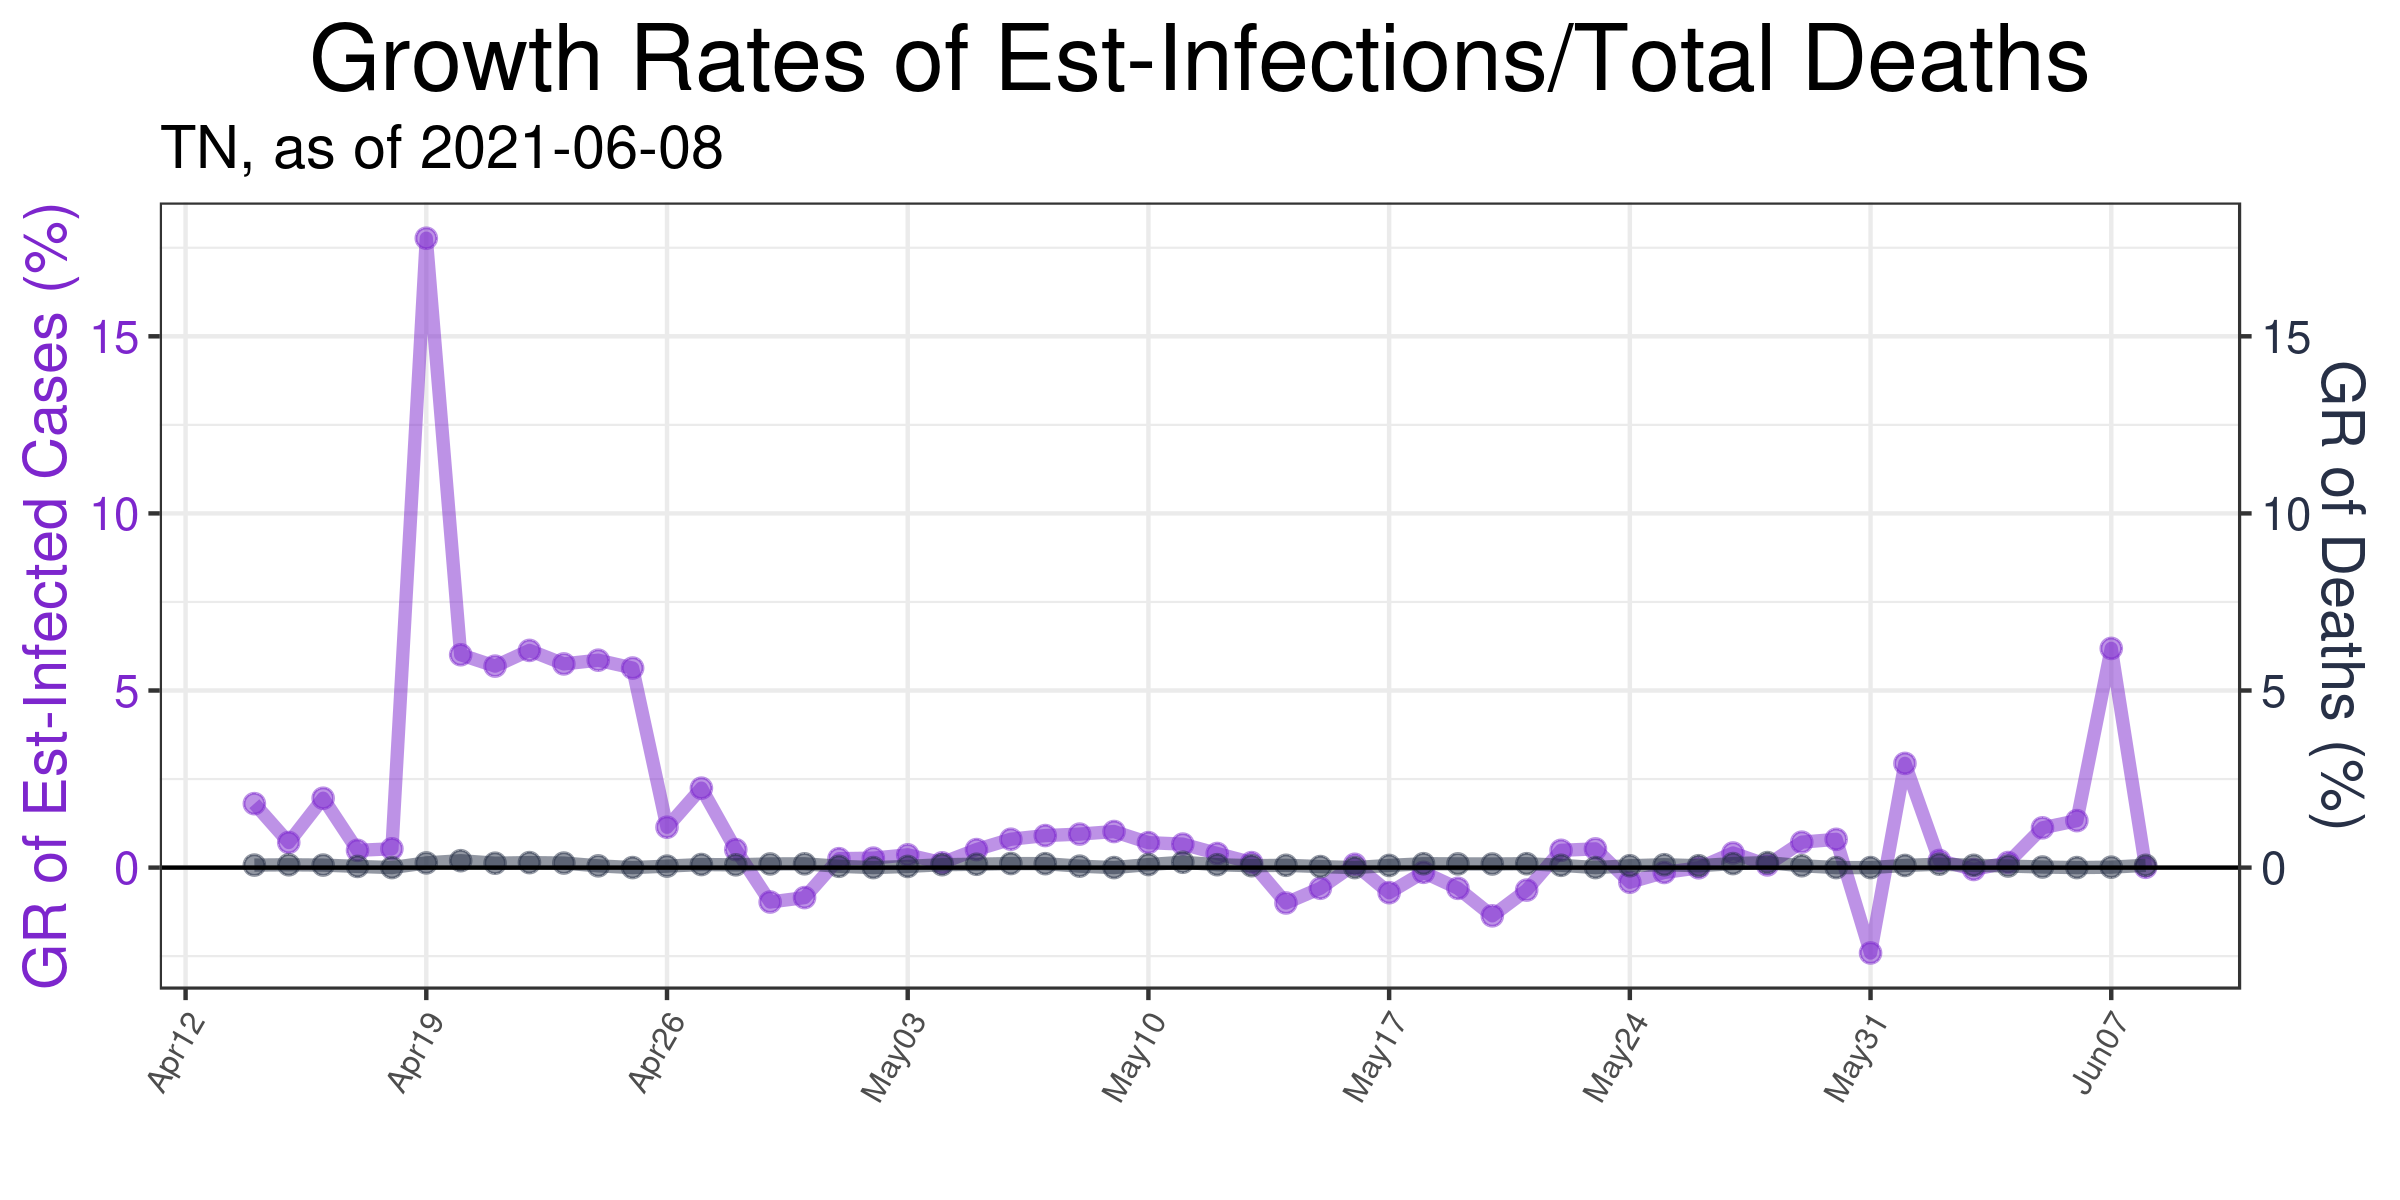 Growth Rates of Est-Infections/Total Deaths
TN, as of 2021-06-08
GR of Est-Infected Cases (%)
15
10
5
0
15
10
5
0
GR of Deaths (%)
Apr12
Apr19
Apr26
May03
May10
May17
May24
May31
Jun07